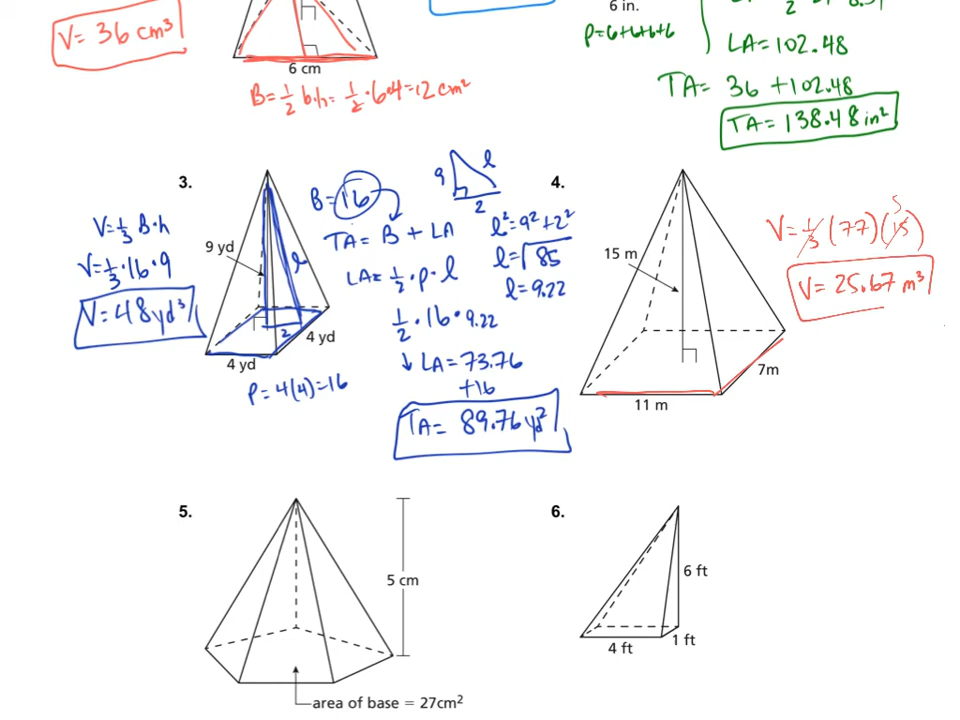 6 in.
P=6+6+6+6
LA=102.48
TA= 36 +102.48
TA= 138.48 in²
V= 36 cm³
6 cm
B= 1/2 b·h= 1/2 ·6·4=12 cm²
3.
V= 1/3 B·h
V= 1/3 ·16·9
V=48yd³
9 yd
l
2
4 yd
4 yd
P= 4(4)=16
B=16
TA= B + LA
LA= 1/2 · p · l
1/2 · 16 · 9.22
↓ LA=73.76
+16
TA= 89.76 yd²
9
l
2
l²=9²+2²
l=√85
l=9.22
4.
15 m
11 m
7m
V= 1/3 (77)(15)
5
V= 25.67 m³
5.
5 cm
area of base = 27cm²
6.
6 ft
4 ft
1 ft